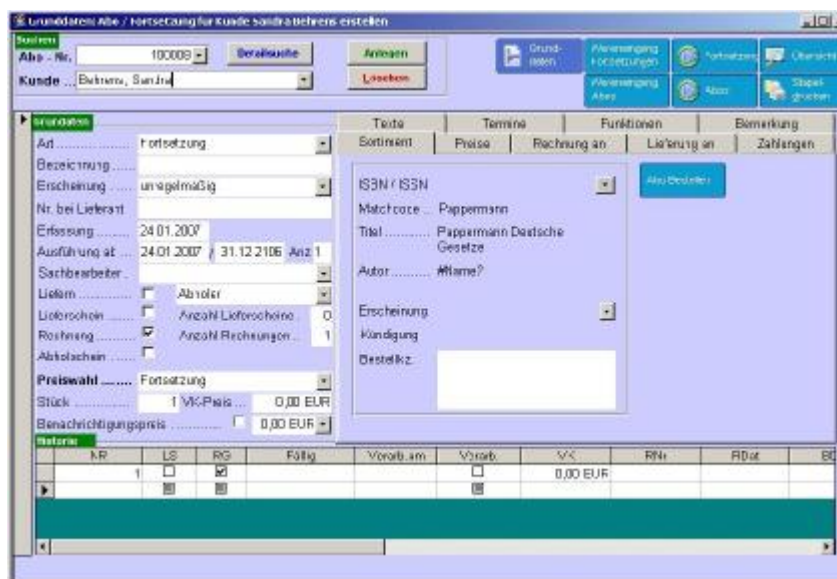 Grunddaten: Abo / Fortsetzung für Kunde Sandra Behrens erstellen
Suchen
Abo - Nr. 100009 Detailsuche Anlegen
Kunde ... Behrens, Sandra Löschen
Grund-
daten
Wareneingang
Fortsetzungen
Fortsetzung
Übersicht
Wareneingang
Abos
Abos
Stapel-
drucken
Grunddaten
Art Fortsetzung
Bezeichnung ......
Erscheinung ...... unregelmäßig
Nr. bei Lieferant
Erfassung ........ 24.01.2007
Ausführung ab ... 24.01.2007 / 31.12.2106 Anz 1
Sachbearbeiter ..
Liefern .............. Abholer
Lieferschein ...... Anzahl Lieferscheine .. 0
Rechnung ......... Anzahl Rechnungen .. 1
Abholschein ......
Preiswahl ........ Fortsetzung
Stück .............. 1 VK-Preis ... 0,00 EUR
Benachrichtigungspreis ............ 0,00 EUR
Texte Termine Funktionen Bemerkung
Sortiment Preise Rechnung an Lieferung an Zahlungen
ISBN / ISSN
Matchcode ... Pappermann
Titel ........... Pappermann Deutsche
Gesetze
Autor ......... #Name?
Erscheinung
Kündigung
Bestellkz.
Abo Bestellen
Historie
NR LS RG Fällig Vorarb.am Vorarb. VK RNr RDat
1 0,00 EUR